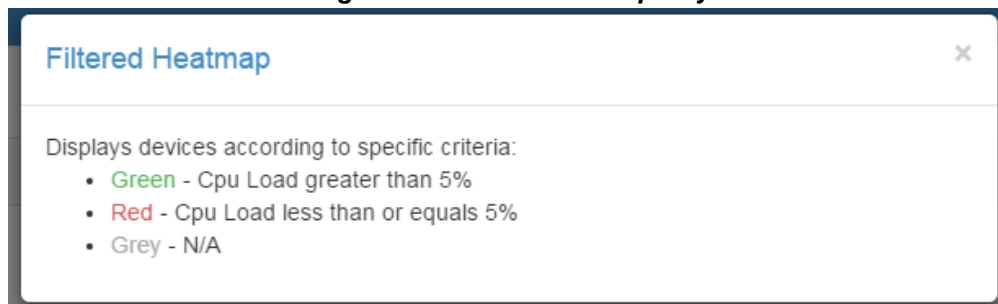 Filtered Heatmap ×
Displays devices according to specific criteria:
• Green - Cpu Load greater than 5%
• Red - Cpu Load less than or equals 5%
• Grey - N/A